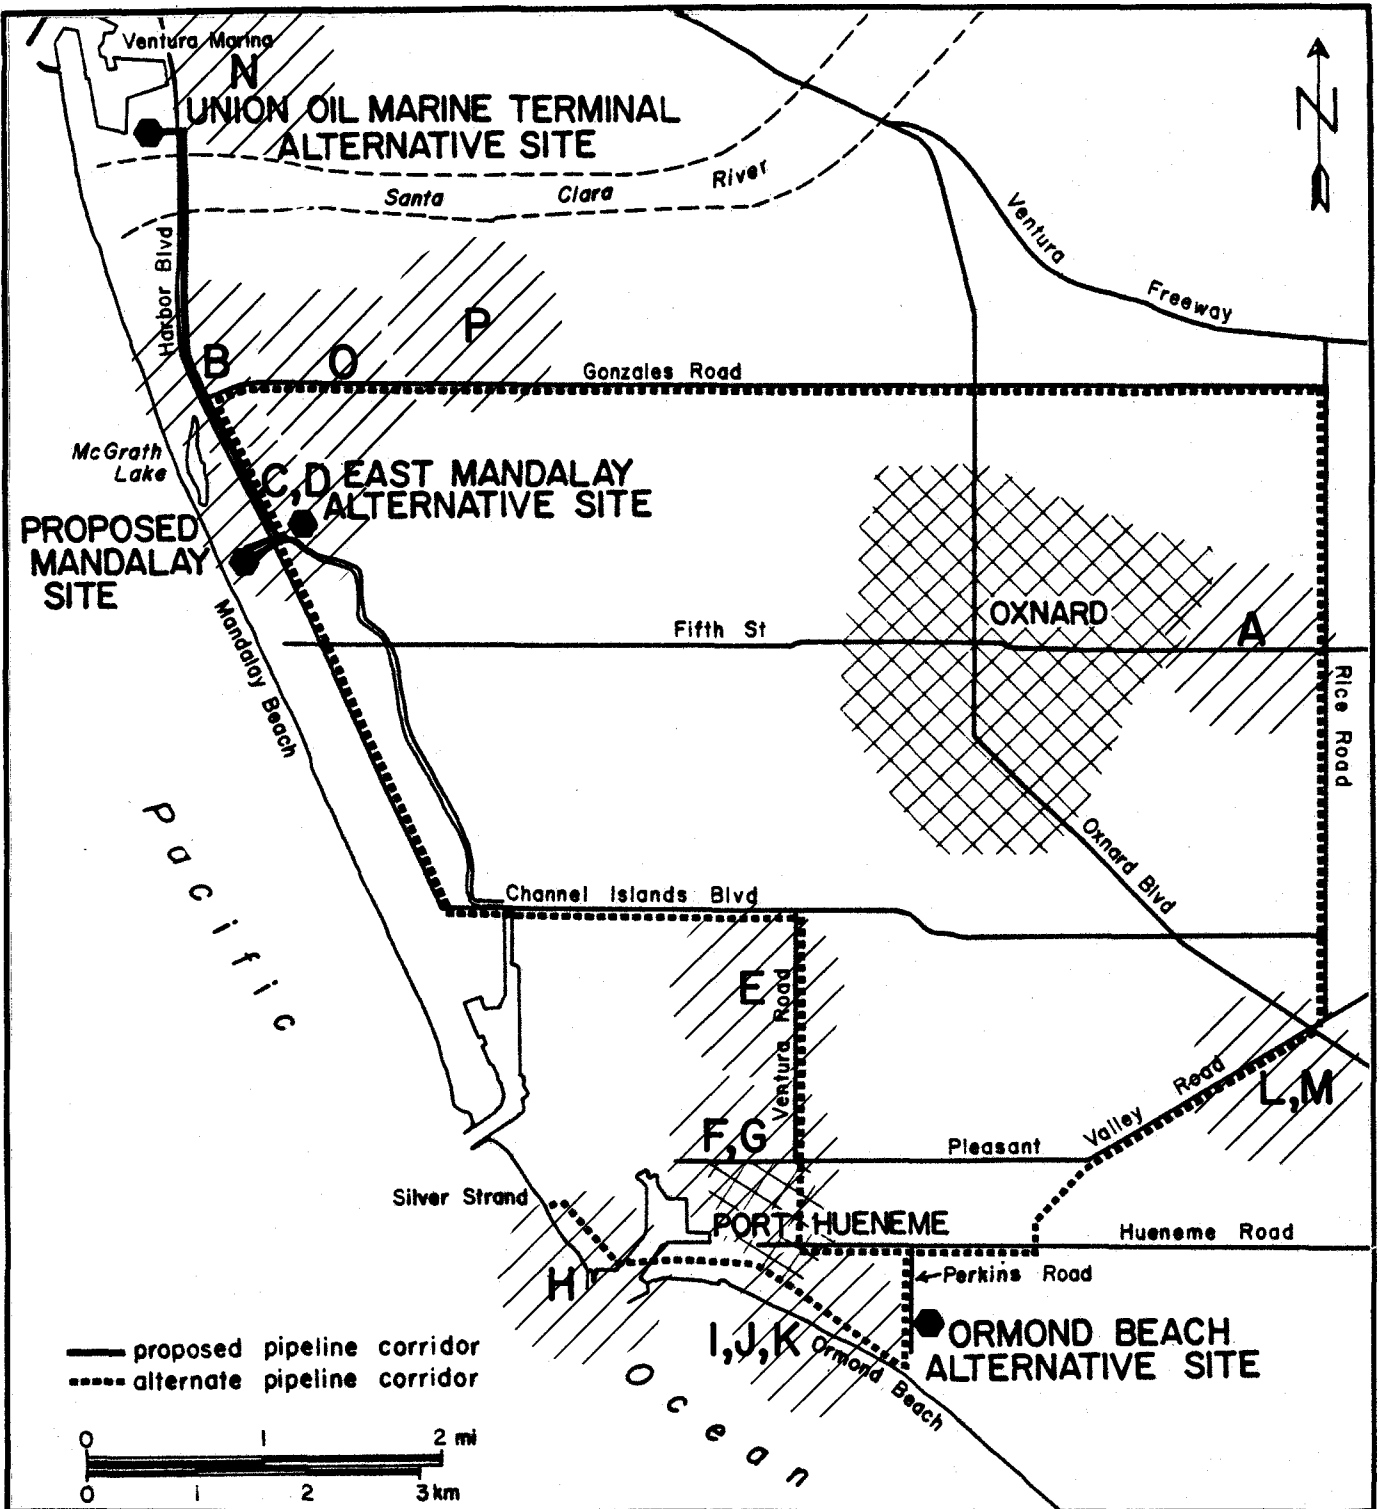 Ventura Marina
N
N
UNION OIL MARINE TERMINAL
ALTERNATIVE SITE
Santa Clara River
Harbor Blvd
Ventura Freeway
P
B
O
Gonzales Road
McGrath
Lake
C,D
EAST MANDALAY
ALTERNATIVE SITE
PROPOSED
MANDALAY
SITE
Mandalay Beach
Fifth St
OXNARD
A
Rice Road
Pacific
Ocean
Channel Islands Blvd
Oxnard Blvd
E
Ventura Road
F,G
Pleasant Valley Road
L,M
Silver Strand
PORT HUENEME
Hueneme Road
H
Perkins Road
I,J,K
Ormond Beach
ORMOND BEACH
ALTERNATIVE SITE
proposed pipeline corridor
alternate pipeline corridor
0 1 2 mi
0 1 2 3 km